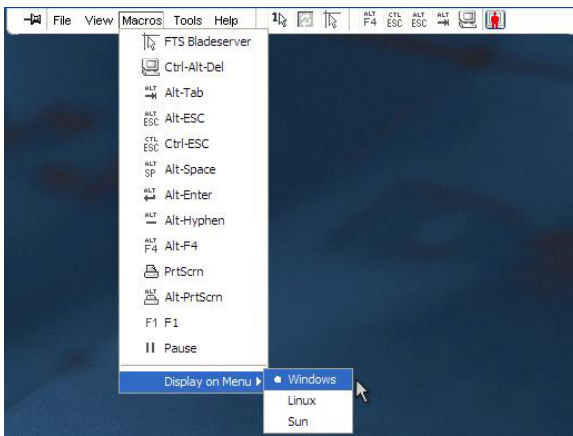 File View Macros Tools Help 1 ALT F4 CTL ESC ALT ESC ALT
FTS Bladeserver
Ctrl-Alt-Del
ALT Alt-Tab
ALT ESC Alt-ESC
CTL ESC Ctrl-ESC
ALT SP Alt-Space
ALT Alt-Enter
ALT Alt-Hyphen
ALT F4 Alt-F4
PrtScrn
ALT Alt-PrtScrn
F1 F1
Pause
Display on Menu
Windows
Linux
Sun